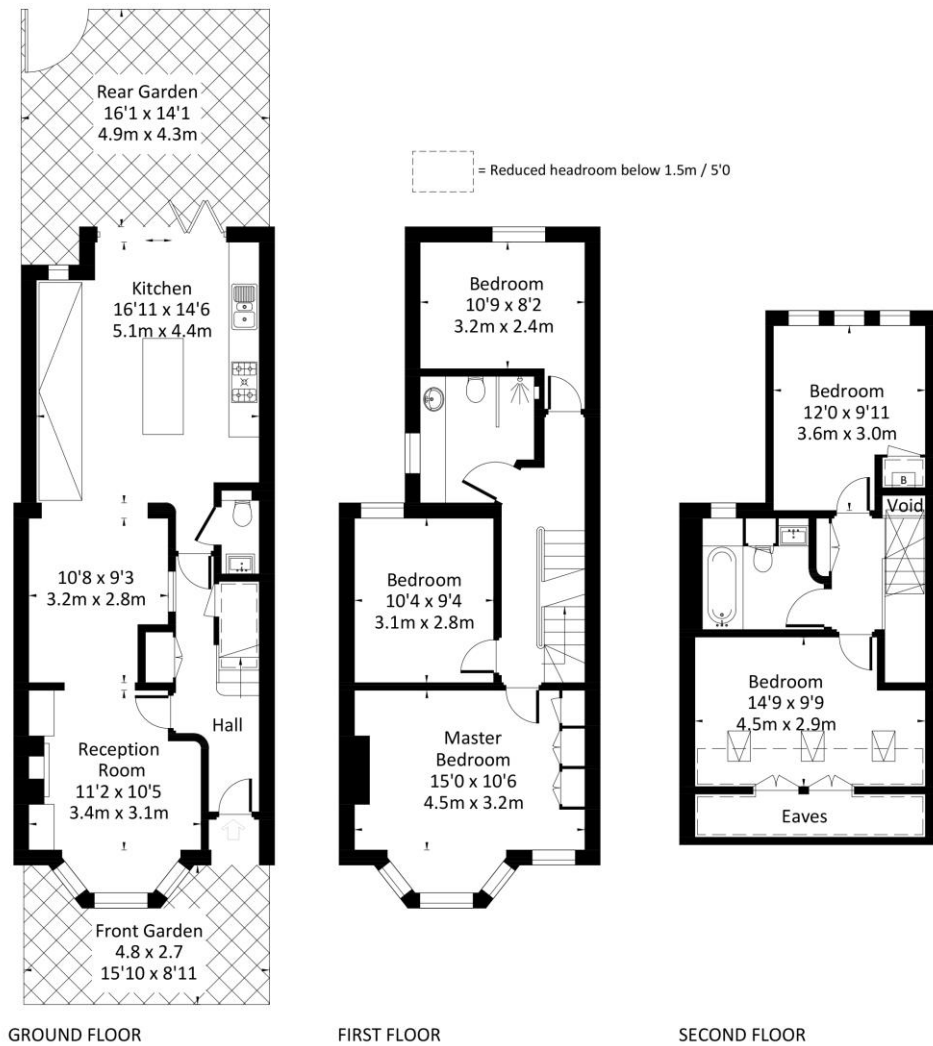 Rear Garden
16'1 x 14'1
4.9m x 4.3m
= Reduced headroom below 1.5m / 5'0
Kitchen
16'11 x 14'6
5.1m x 4.4m
10'8 x 9'3
3.2m x 2.8m
Hall
Reception
Room
11'2 x 10'5
3.4m x 3.1m
Front Garden
4.8 x 2.7
15'10 x 8'11
GROUND FLOOR
Bedroom
10'9 x 8'2
3.2m x 2.4m
Bedroom
10'4 x 9'4
3.1m x 2.8m
Master
Bedroom
15'0 x 10'6
4.5m x 3.2m
FIRST FLOOR
Bedroom
12'0 x 9'11
3.6m x 3.0m
B
Void
Bedroom
14'9 x 9'9
4.5m x 2.9m
Eaves
SECOND FLOOR